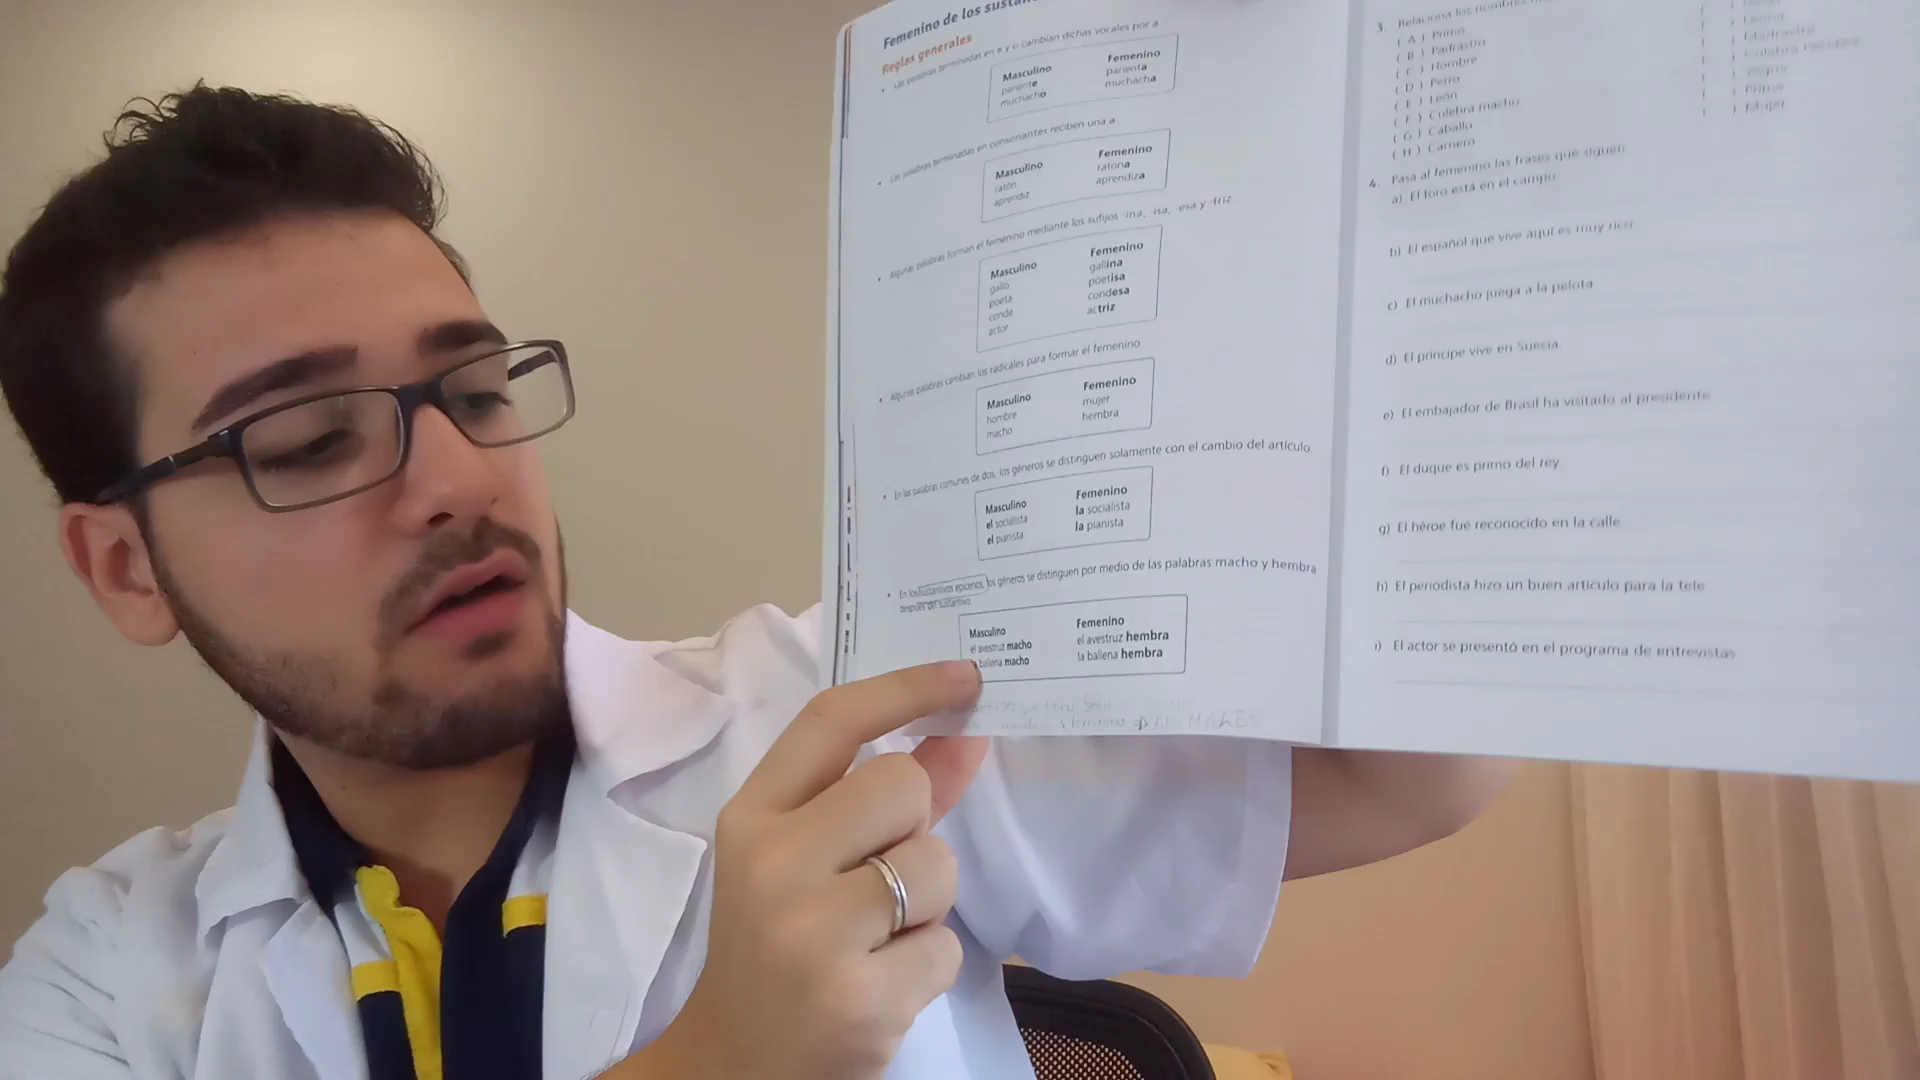 Femenino de los
Reglas generales
• Las palabras terminadas en e y o cambian dichas vocales por a
Masculino Femenino
pariente parienta
muchacho muchacha
• Las palabras terminadas en consonantes reciben una a
Masculino Femenino
ratón ratona
aprendiz aprendiza
• Algunas palabras forman el femenino mediante los sufijos -ina, -isa, -esa y -triz
Masculino Femenino
gallo gallina
poeta poetisa
conde condesa
actor actriz
• Algunas palabras cambian los radicales para formar el femenino
Masculino Femenino
hombre mujer
macho hembra
• En las palabras comunes de dos, los géneros se distinguen solamente con el cambio del artículo
Masculino Femenino
el socialista la socialista
el pianista la pianista
• En los sustantivos epicenos, los géneros se distinguen por medio de las palabras macho y hembra
después del sustantivo
Masculino Femenino
el avestruz macho el avestruz hembra
la ballena macho la ballena hembra
3. Relaciona los
( A ) Primo
( B ) Padrastro
( C ) Hombre
( D ) Perro
( E ) León
( F ) Culebra macho
( G ) Caballo
( H ) Carnero
4. Pasa al femenino las frases que siguen
a) El toro está en el campo
b) El español que vive aquí es muy rico
c) El muchacho juega a la pelota
d) El príncipe vive en Suecia
e) El embajador de Brasil ha visitado al presidente
f) El duque es primo del rey
g) El héroe fue reconocido en la calle
h) El periodista hizo un buen artículo para la tele
i) El actor se presentó en el programa de entrevistas